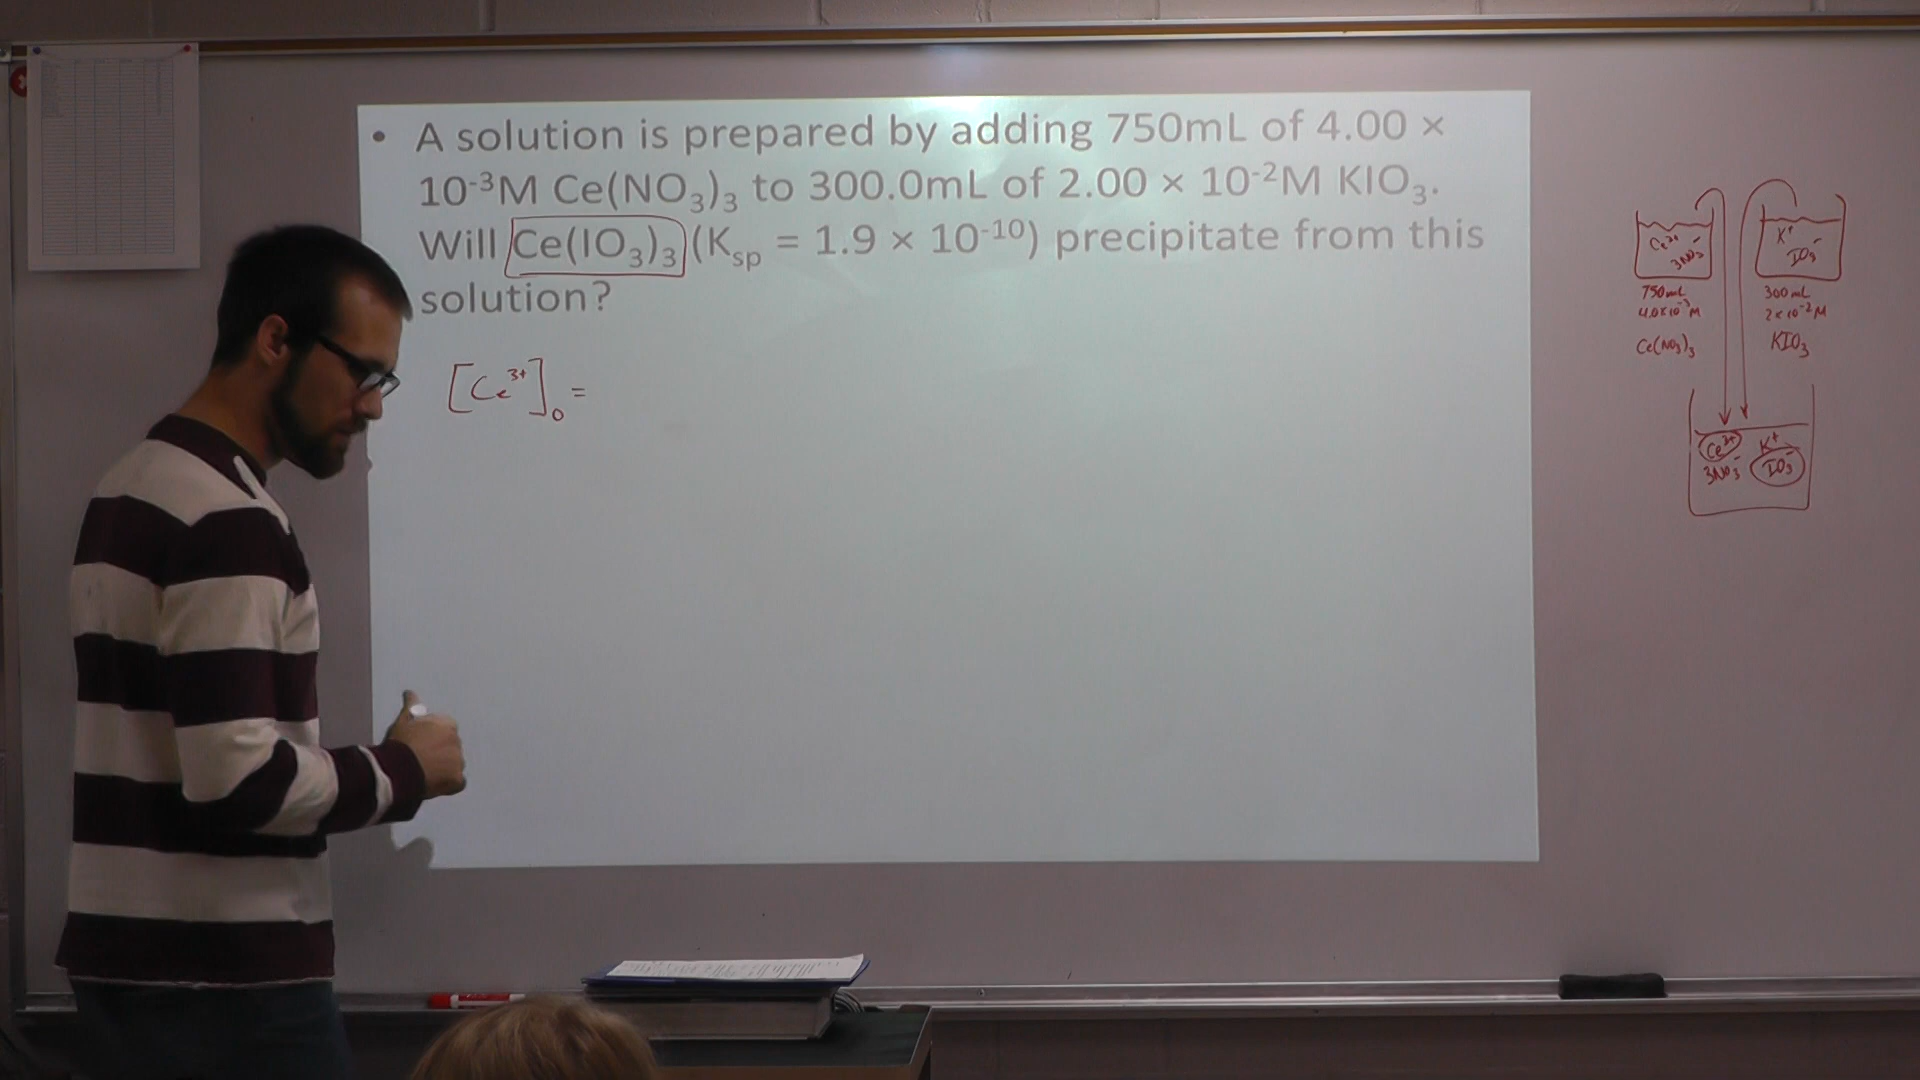 • A solution is prepared by adding 750mL of 4.00 ×
10⁻³M Ce(NO₃)₃ to 300.0mL of 2.00 × 10⁻²M KIO₃.
Will Ce(IO₃)₃ (Kₛₚ = 1.9 × 10⁻¹⁰) precipitate from this
solution?
[Ce³⁺]₀ =
Ce³⁺
3NO₃⁻
750mL
4.0×10⁻³M
Ce(NO₃)₃
K⁺
IO₃⁻
300mL
2×10⁻²M
KIO₃
Ce³⁺ K⁺
3NO₃⁻ IO₃⁻